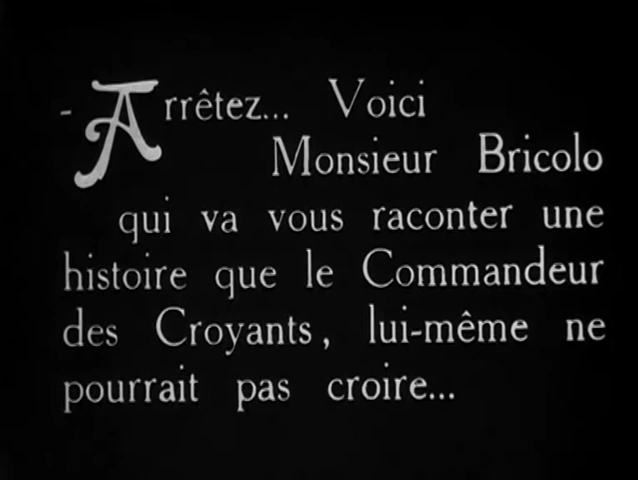 - Arrêtez... Voici
Monsieur Bricolo
qui va vous raconter une
histoire que le Commandeur
des Croyants, lui-même ne
pourrait pas croire...